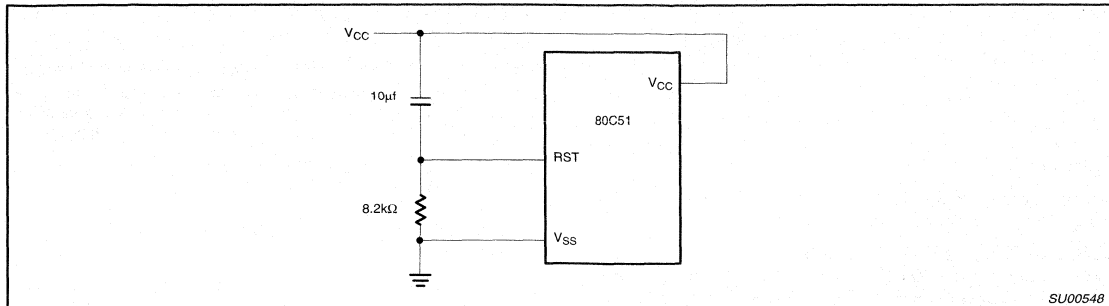 VCC
VCC
10µf
80C51
RST
8.2kΩ
VSS
SU00548